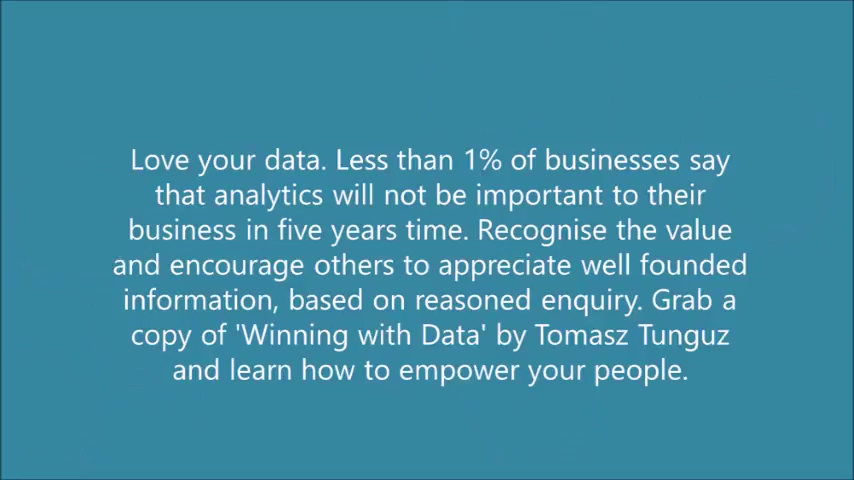 Love your data. Less than 1% of businesses say
that analytics will not be important to their
business in five years time. Recognise the value
and encourage others to appreciate well founded
information, based on reasoned enquiry. Grab a
copy of 'Winning with Data' by Tomasz Tunguz
and learn how to empower your people.